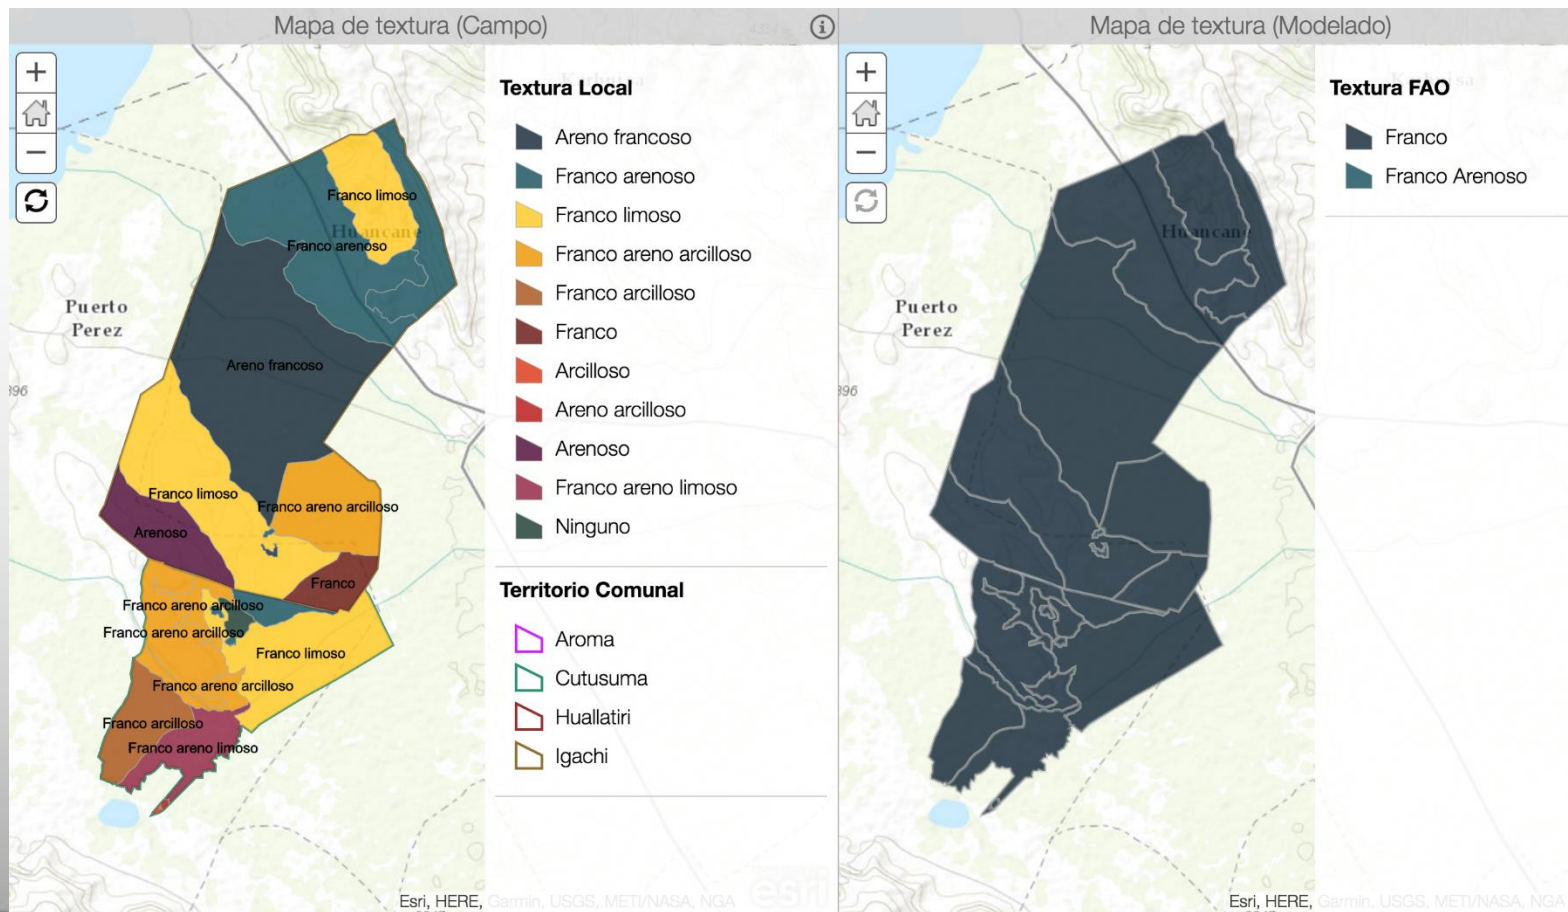 Mapa de textura (Campo)
Huancane
Puerto
Perez
Franco limoso
Franco arenoso
Areno francoso
Franco limoso
Franco areno arcilloso
Arenoso
Franco
Franco areno arcilloso
Franco areno arcilloso
Franco limoso
Franco areno arcilloso
Franco arcilloso
Franco areno limoso
Textura Local
Areno francoso
Franco arenoso
Franco limoso
Franco areno arcilloso
Franco arcilloso
Franco
Arcilloso
Areno arcilloso
Arenoso
Franco areno limoso
Ninguno
Territorio Comunal
Aroma
Cutusuma
Huallatiri
Igachi
Esri, HERE, Garmin, USGS, METI/NASA, NGA
esri
Mapa de textura (Modelado)
Huancane
Puerto
Perez
896
Textura FAO
Franco
Franco Arenoso
Esri, HERE, Garmin, USGS, METI/NASA, NGA